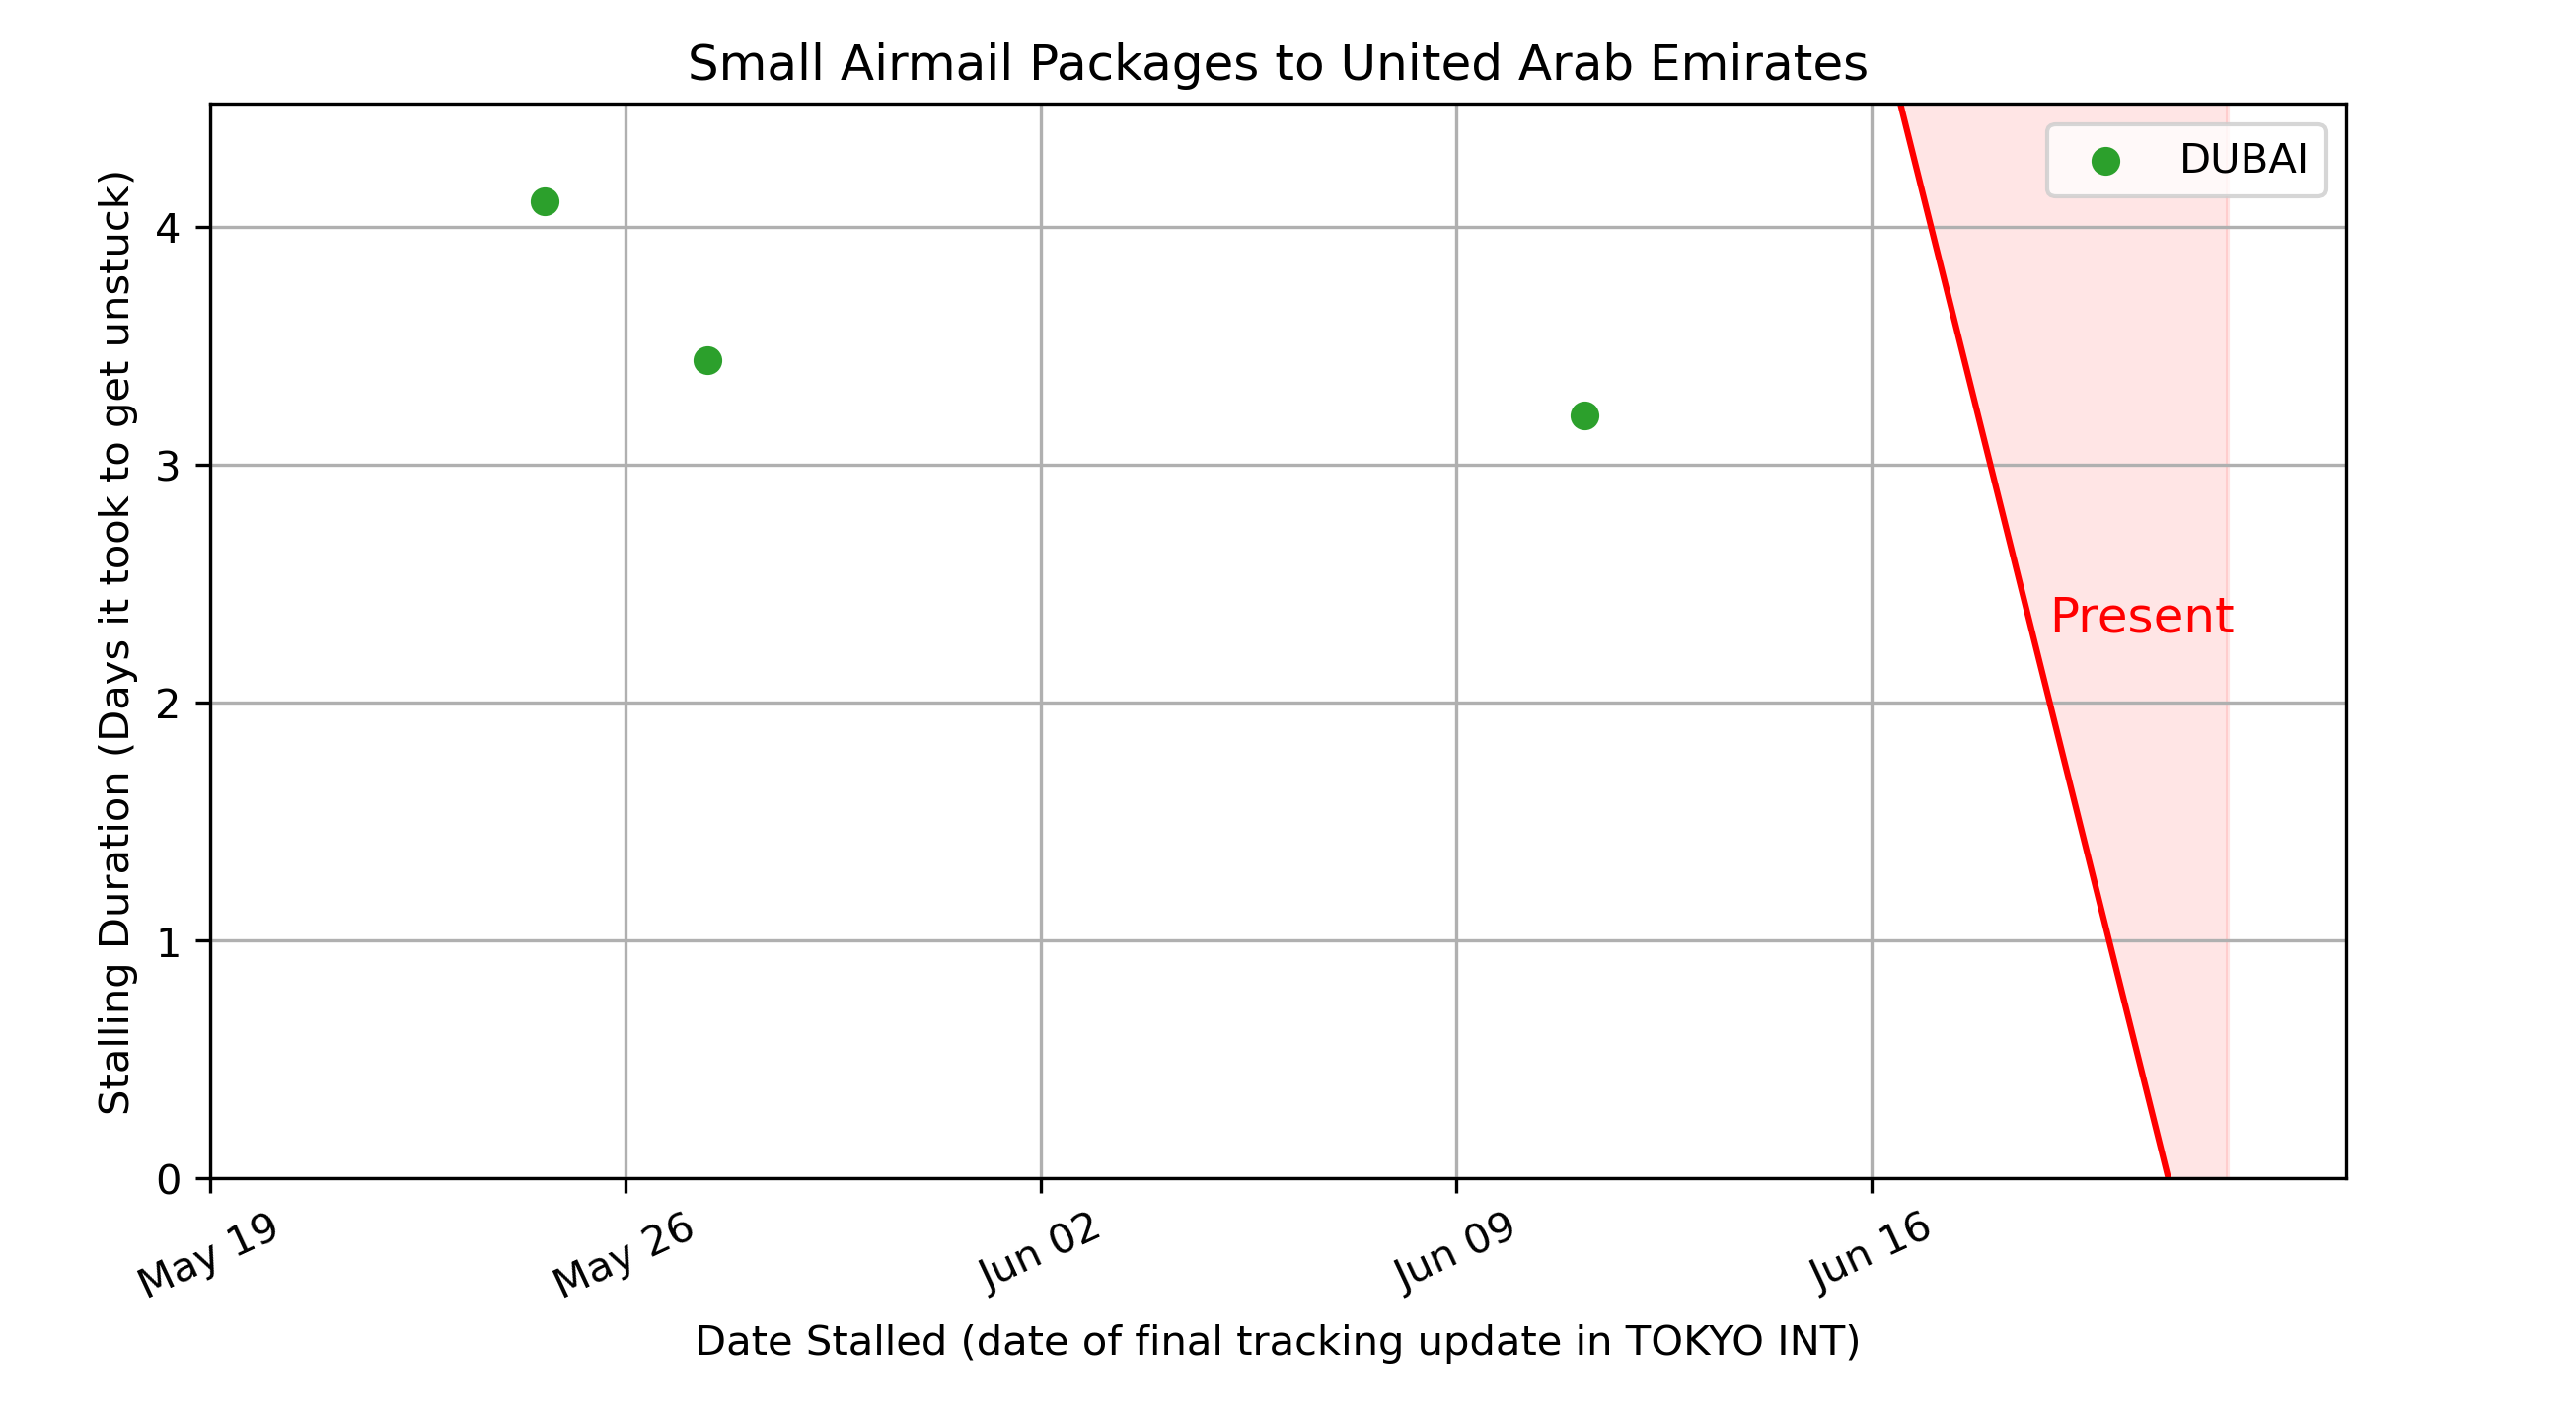 Small Airmail Packages to United Arab Emirates
DUBAI
Stalling Duration (Days it took to get unstuck)
4
3
2
1
0
Present
May 19
May 26
Jun 02
Jun 09
Jun 16
Date Stalled (date of final tracking update in TOKYO INT)